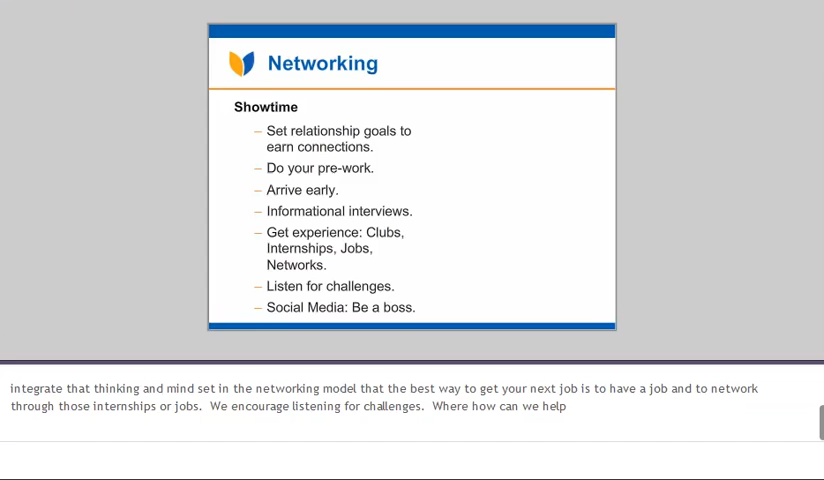 Networking
Showtime
– Set relationship goals to
earn connections.
– Do your pre-work.
– Arrive early.
– Informational interviews.
– Get experience: Clubs,
Internships, Jobs,
Networks.
– Listen for challenges.
– Social Media: Be a boss.
integrate that thinking and mind set in the networking model that the best way to get your next job is to have a job and to network
through those internships or jobs.  We encourage listening for challenges.  Where how can we help